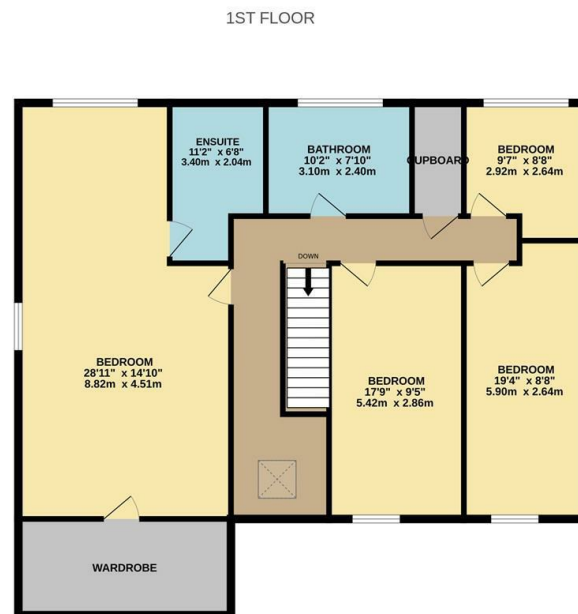 1ST FLOOR
ENSUITE
11'2" x 6'8"
3.40m x 2.04m
BATHROOM
10'2" x 7'10"
3.10m x 2.40m
CUPBOARD
BEDROOM
9'7" x 8'8"
2.92m x 2.64m
DOWN
BEDROOM
28'11" x 14'10"
8.82m x 4.51m
BEDROOM
17'9" x 9'5"
5.42m x 2.86m
BEDROOM
19'4" x 8'8"
5.90m x 2.64m
WARDROBE